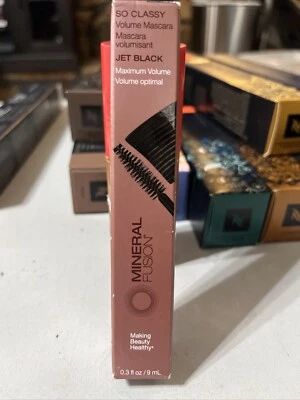 SO CLASSY
Volume Mascara
Mascara
volumisant
JET BLACK
Maximum Volume
Volume optimal
MINERAL
FUSION®
Making
Beauty
Healthy®
0.3 fl oz / 9 mL
N
N